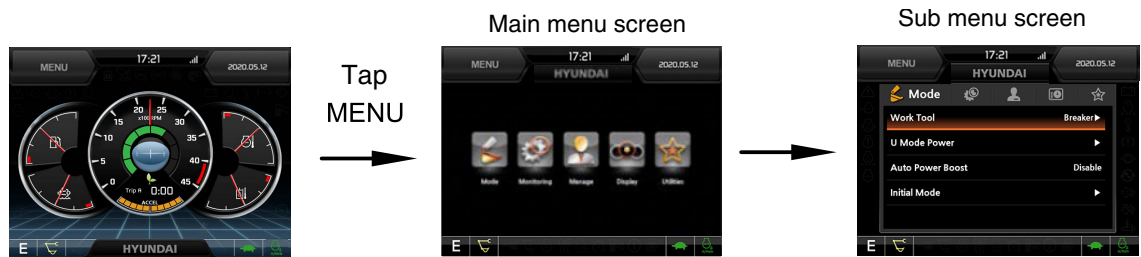 Main menu screen
Sub menu screen
Tap
MENU
MENU
17:21
2020.05.12
15
20
25
30
x100 RPM
10
35
5
40
0
45
Trip A
0:00
ACCEL
E
HYUNDAI
MENU
17:21
2020.05.12
HYUNDAI
Mode
Monitoring
Manage
Display
Utilities
E
MENU
17:21
2020.05.12
HYUNDAI
Mode
Work Tool Breaker▶
U Mode Power ▶
Auto Power Boost Disable
Initial Mode ▶
E